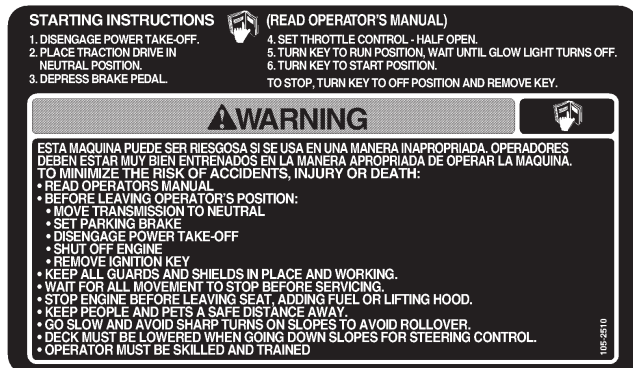 STARTING INSTRUCTIONS (READ OPERATOR'S MANUAL)
1. DISENGAGE POWER TAKE-OFF.
2. PLACE TRACTION DRIVE IN
NEUTRAL POSITION.
3. DEPRESS BRAKE PEDAL.
4. SET THROTTLE CONTROL - HALF OPEN.
5. TURN KEY TO RUN POSITION, WAIT UNTIL GLOW LIGHT TURNS OFF.
6. TURN KEY TO START POSITION.
TO STOP, TURN KEY TO OFF POSITION AND REMOVE KEY.
WARNING
ESTA MAQUINA PUEDE SER RIESGOSA SI SE USA EN UNA MANERA INAPROPRIADA. OPERADORES
DEBEN ESTAR MUY BIEN ENTRENADOS EN LA MANERA APROPRIADA DE OPERAR LA MAQUINA.
TO MINIMIZE THE RISK OF ACCIDENTS, INJURY OR DEATH:
• READ OPERATORS MANUAL
• BEFORE LEAVING OPERATOR'S POSITION:
• MOVE TRANSMISSION TO NEUTRAL
• SET PARKING BRAKE
• DISENGAGE POWER TAKE-OFF
• SHUT OFF ENGINE
• REMOVE IGNITION KEY
• KEEP ALL GUARDS AND SHIELDS IN PLACE AND WORKING.
• WAIT FOR ALL MOVEMENT TO STOP BEFORE SERVICING.
• STOP ENGINE BEFORE LEAVING SEAT, ADDING FUEL OR LIFTING HOOD.
• KEEP PEOPLE AND PETS A SAFE DISTANCE AWAY.
• GO SLOW AND AVOID SHARP TURNS ON SLOPES TO AVOID ROLLOVER.
• DECK MUST BE LOWERED WHEN GOING DOWN SLOPES FOR STEERING CONTROL.
• OPERATOR MUST BE SKILLED AND TRAINED
105-2510